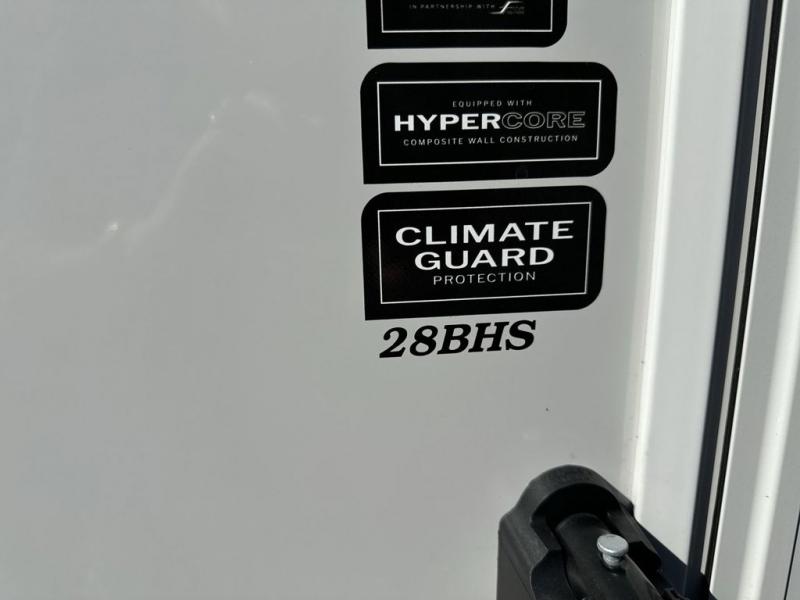 IN PARTNERSHIP WITH
EQUIPPED WITH
HYPERCORE
COMPOSITE WALL CONSTRUCTION
CLIMATE
GUARD
PROTECTION
28BHS